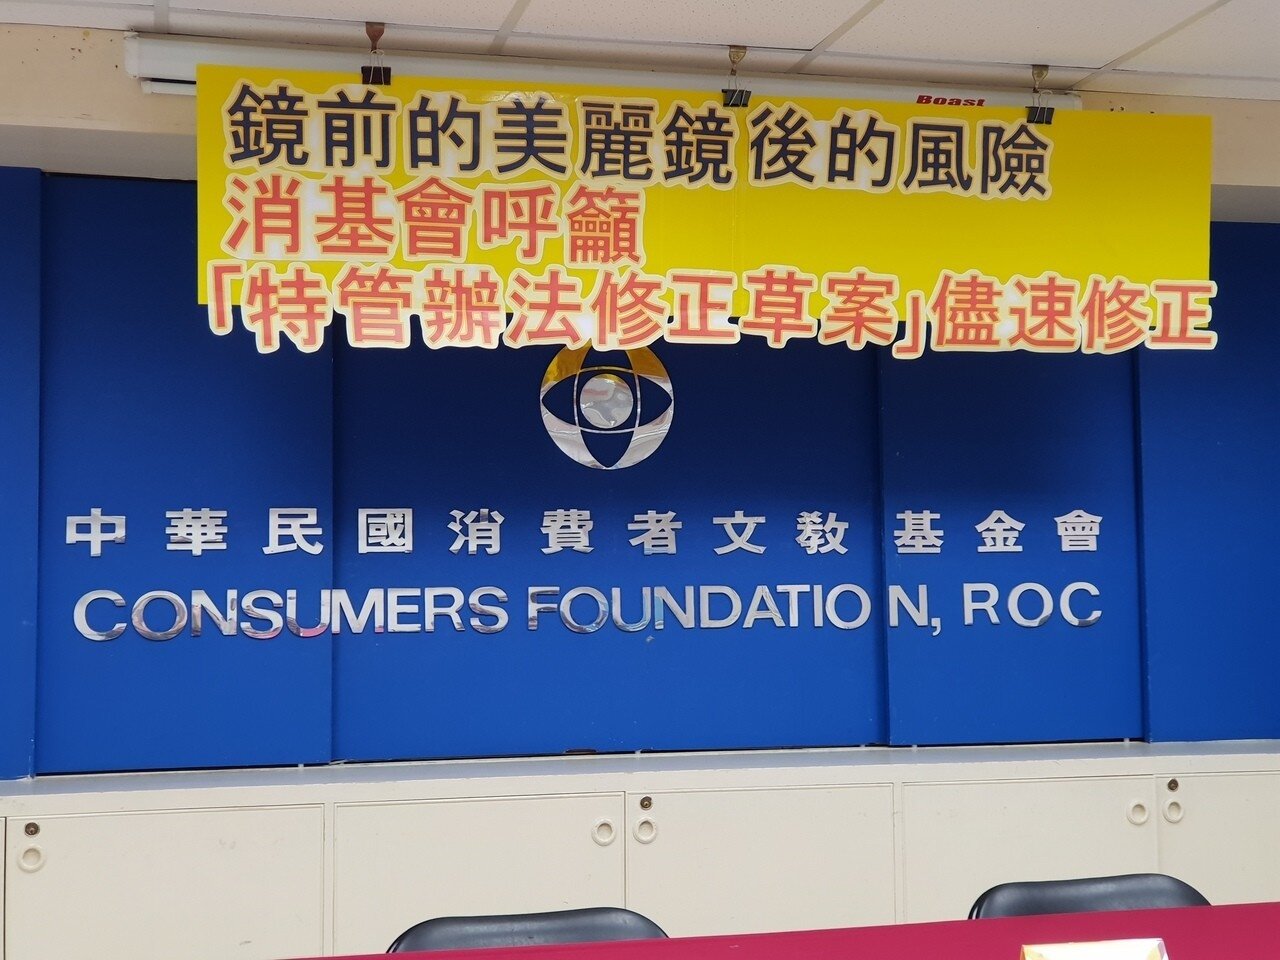 Boast
鏡前的美麗鏡後的風險
消基會呼籲
「特管辦法修正草案」儘速修正
中華民國消費者文教基金會
CONSUMERS FOUNDATION, ROC